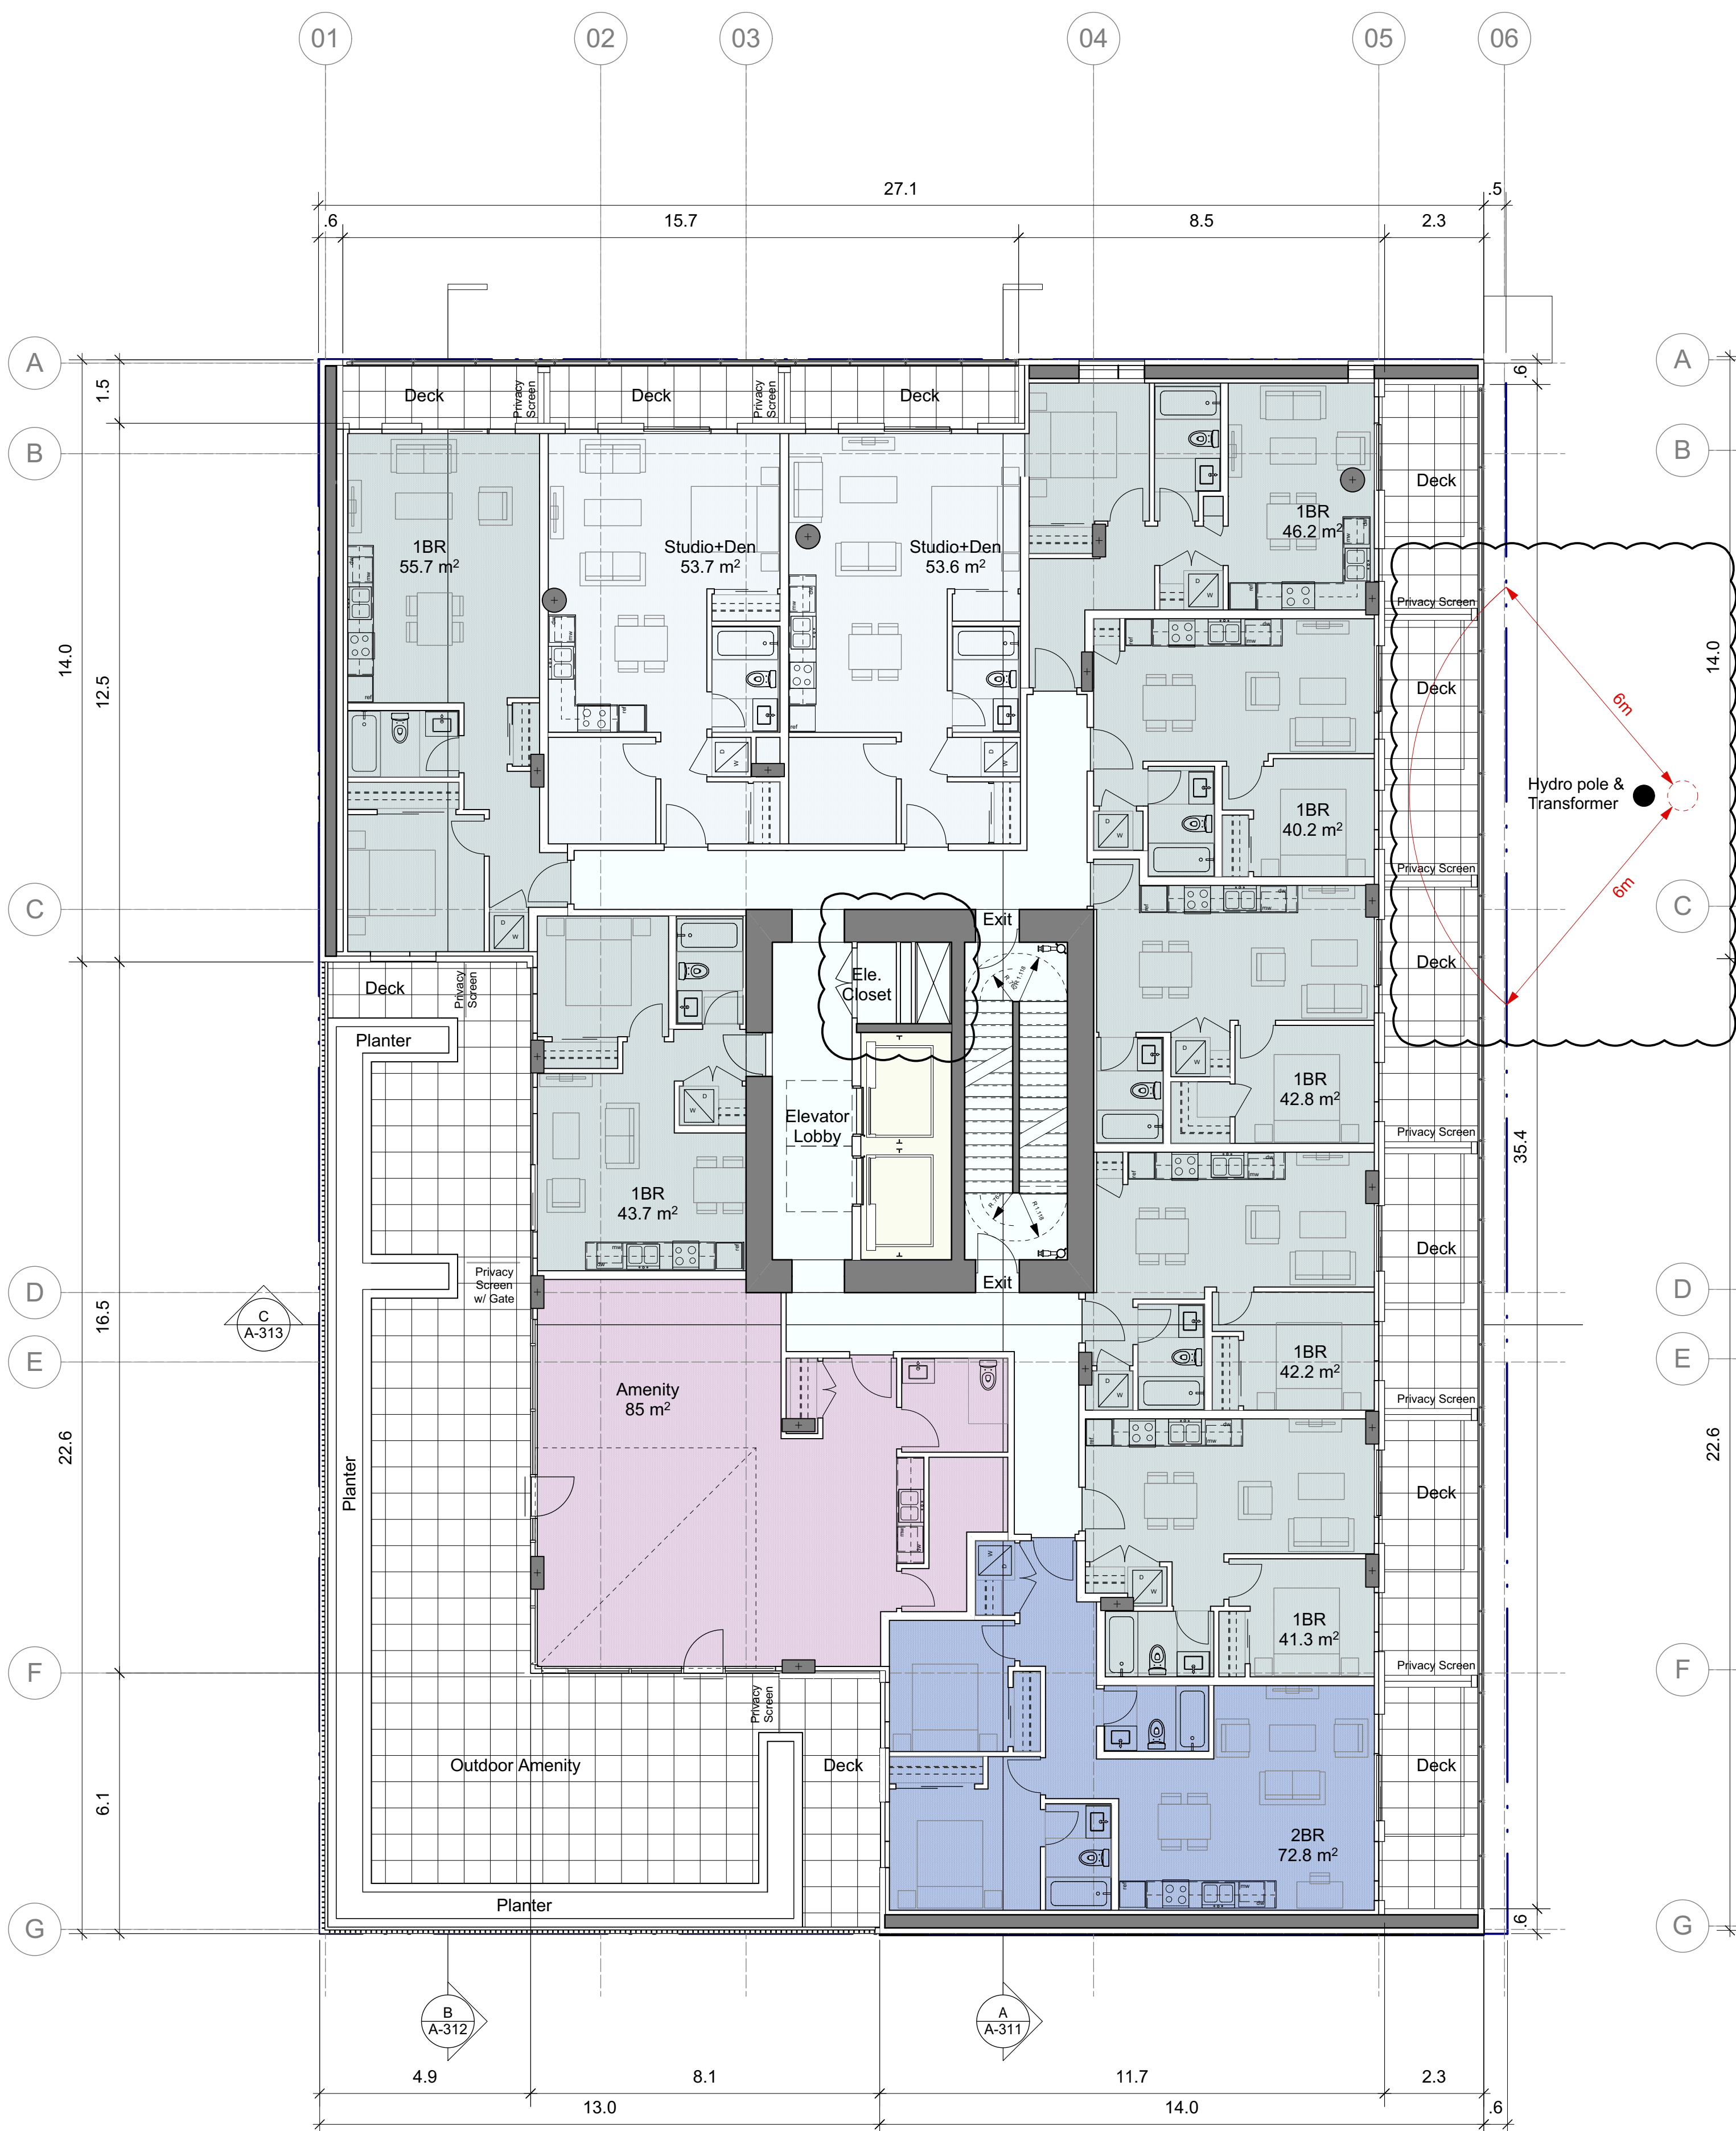 01
02
03
04
05
06
27.1
.5
.6
15.7
8.5
2.3
A
A
1.5
.6
Deck
Privacy
Screen
Deck
Privacy
Screen
Deck
B
B
Deck
1BR
46.2 m²
1BR
55.7 m²
Studio+Den
53.7 m²
Studio+Den
53.6 m²
14.0
12.5
14.0
Privacy Screen
Deck
6m
Hydro pole &
Transformer
6m
1BR
40.2 m²
Privacy Screen
C
C
Exit
Deck
Ele.
Closet
Deck
Privacy
Screen
Planter
1BR
42.8 m²
Elevator
Lobby
Privacy Screen
35.4
1BR
43.7 m²
R1.118
R1.118
Deck
Privacy
Screen
w/ Gate
Exit
D
D
C
A-313
16.5
E
E
1BR
42.2 m²
Amenity
85 m²
Privacy Screen
22.6
22.6
Planter
Deck
1BR
41.3 m²
F
F
Privacy Screen
Privacy
Screen
Outdoor Amenity
Deck
Deck
6.1
2BR
72.8 m²
Planter
G
G
.6
B
A-312
A
A-311
4.9
8.1
11.7
2.3
13.0
14.0
.6
ref
dw
mw
D
W